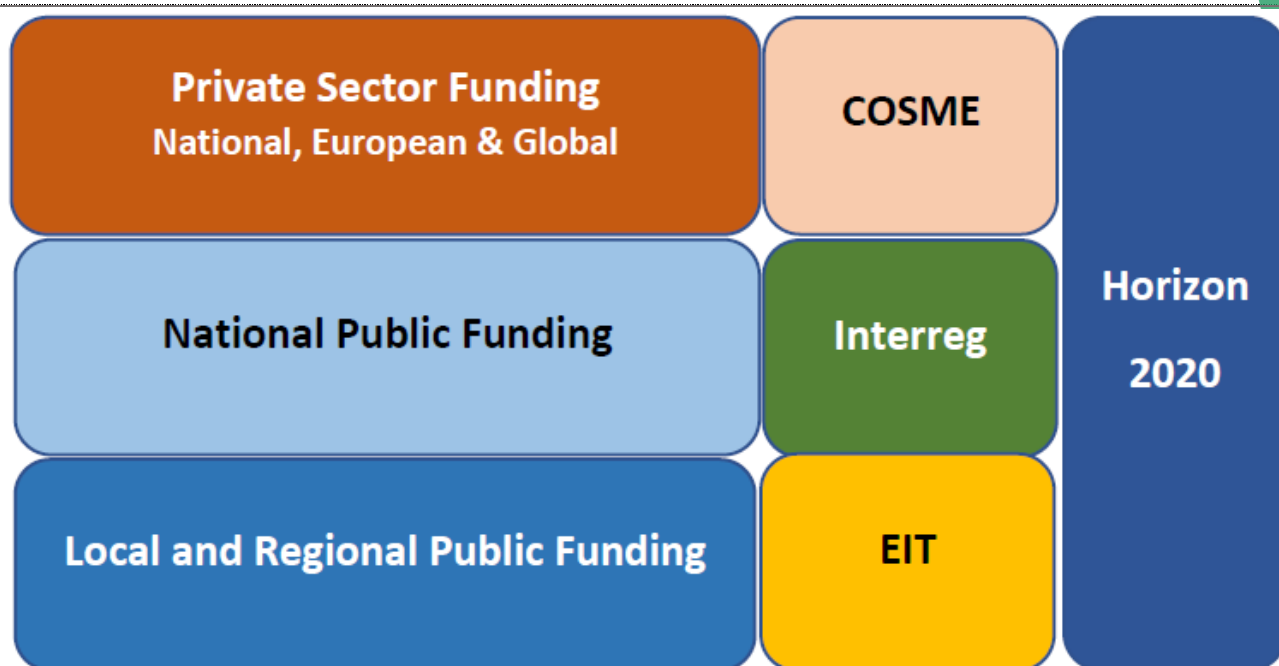 Private Sector Funding
National, European & Global
COSME
National Public Funding
Interreg
Horizon
2020
Local and Regional Public Funding
EIT